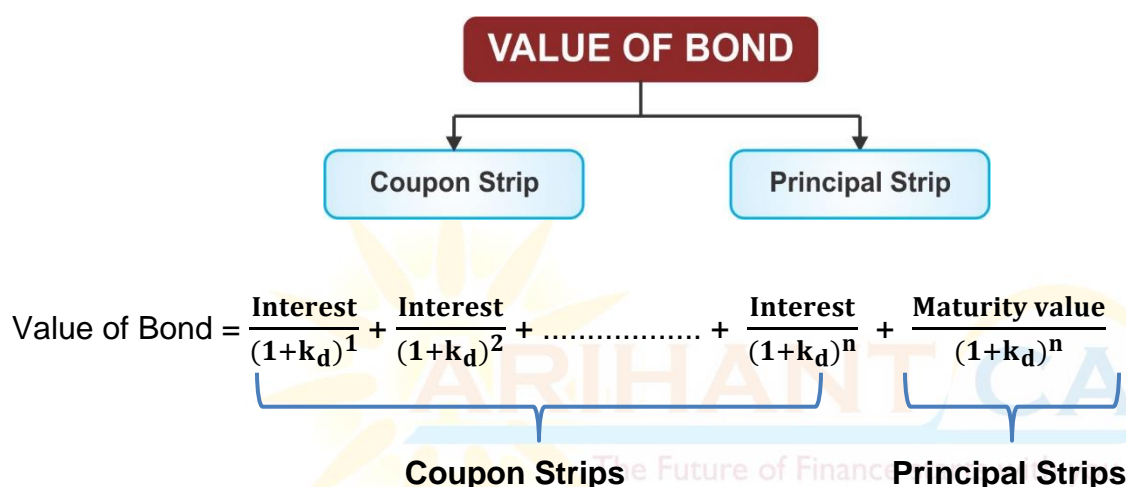 VALUE OF BOND
Coupon Strip Principal Strip
Value of Bond = Interest/(1+k_d)^1 + Interest/(1+k_d)^2 + .................. + Interest/(1+k_d)^n + Maturity value/(1+k_d)^n
ARIHANT CA
Coupon Strips The Future of Finance Principal Strips